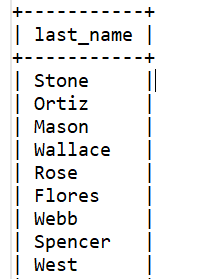 +-----------+
| last_name |
+-----------+
| Stone     |
| Ortiz     |
| Mason     |
| Wallace   |
| Rose      |
| Flores    |
| Webb      |
| Spencer   |
| West      |